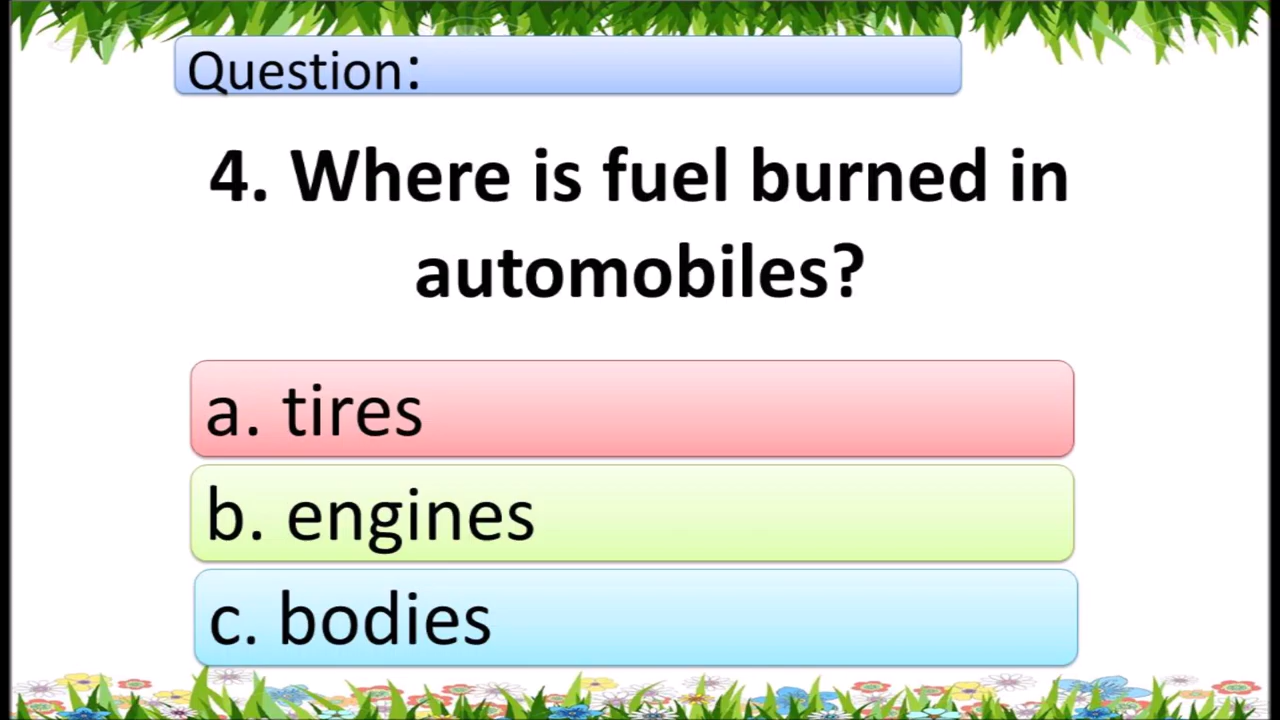 Question:
4. Where is fuel burned in
automobiles?
a. tires
b. engines
c. bodies